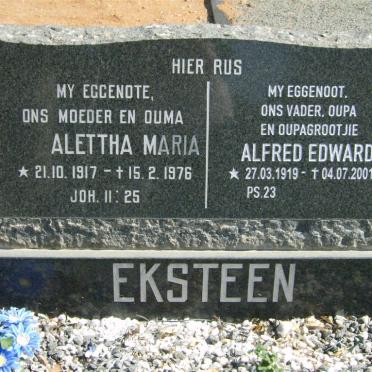 HIER RUS
MY EGGENOTE,
ONS MOEDER EN OUMA
ALETTHA MARIA
★ 21.10.1917 - ✝ 15.2.1976
JOH. 11:25
MY EGGENOOT,
ONS VADER, OUPA
EN OUPAGROOTJIE
ALFRED EDWARD
★ 27.03.1919 - ✝ 04.07.2001
PS.23
EKSTEEN